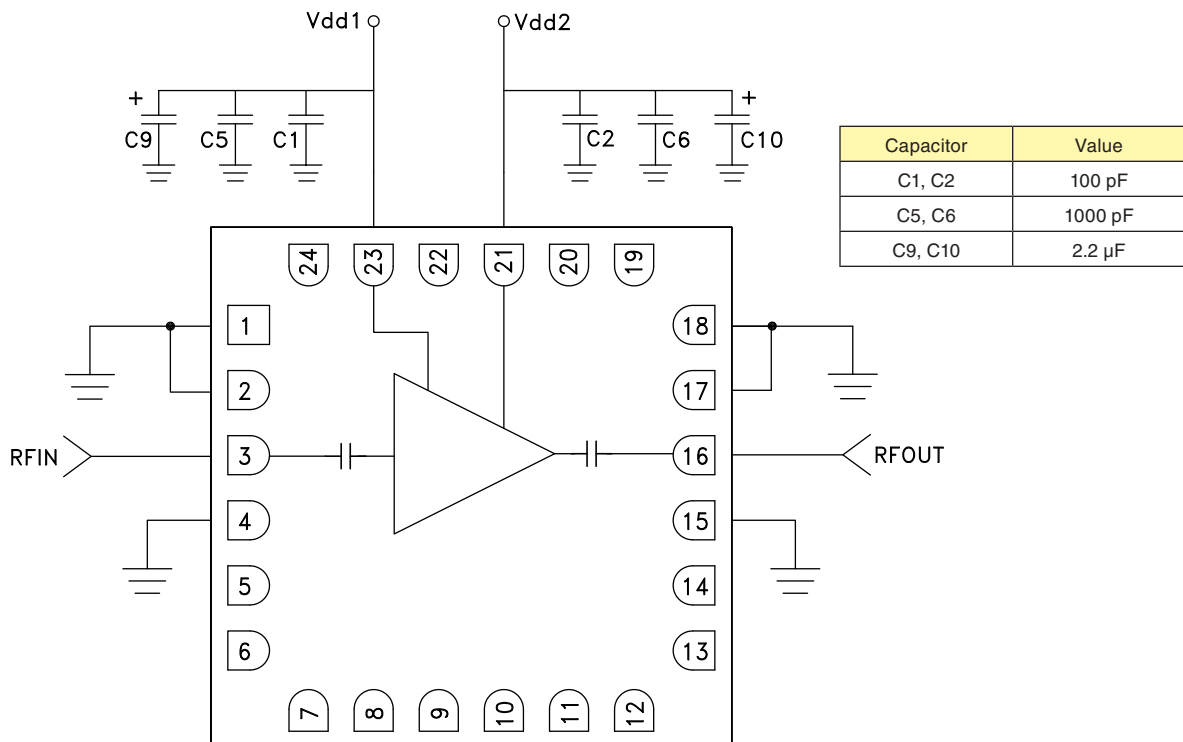 Vdd1 Vdd2
+ +
C9 C5 C1 C2 C6 C10
Capacitor Value
C1, C2 100 pF
C5, C6 1000 pF
C9, C10 2.2 µF
24 23 22 21 20 19
1 18
2 17
RFIN 3 16 RFOUT
4 15
5 14
6 13
7 8 9 10 11 12